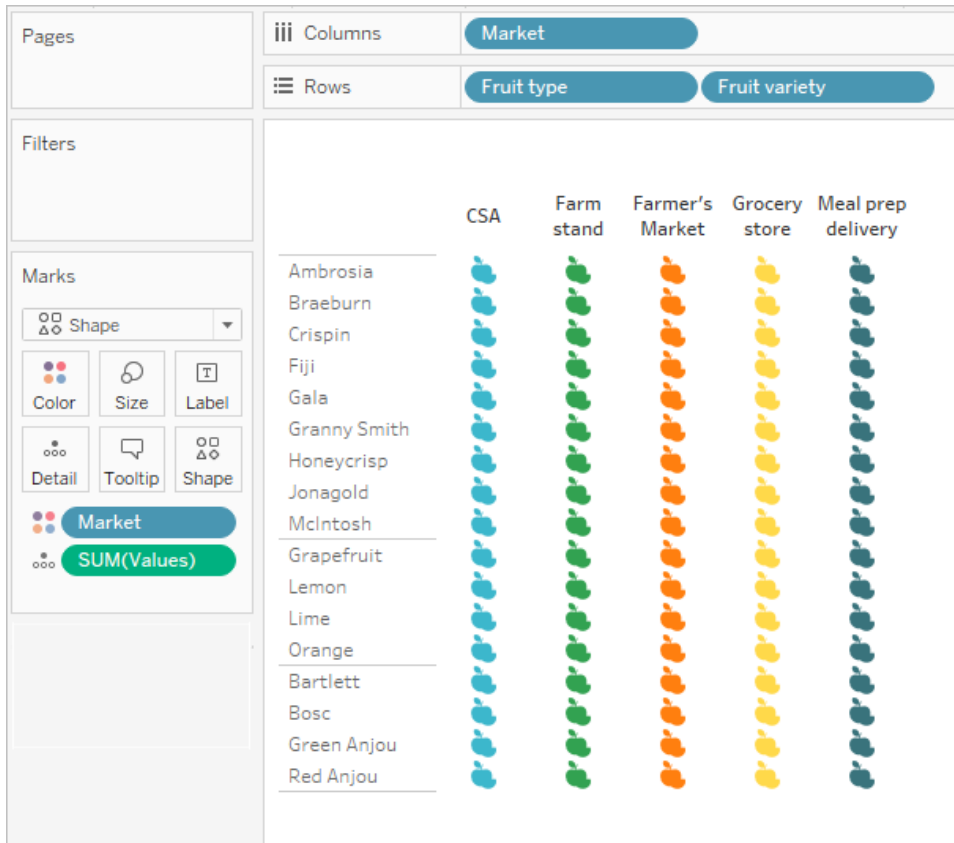 Pages
Columns
Market
Rows
Fruit type
Fruit variety
Filters
Marks
Shape
Color
Size
Label
T
Detail
Tooltip
Shape
Market
SUM(Values)
CSA
Farm
stand
Farmer's
Market
Grocery
store
Meal prep
delivery
Ambrosia
Braeburn
Crispin
Fiji
Gala
Granny Smith
Honeycrisp
Jonagold
McIntosh
Grapefruit
Lemon
Lime
Orange
Bartlett
Bosc
Green Anjou
Red Anjou